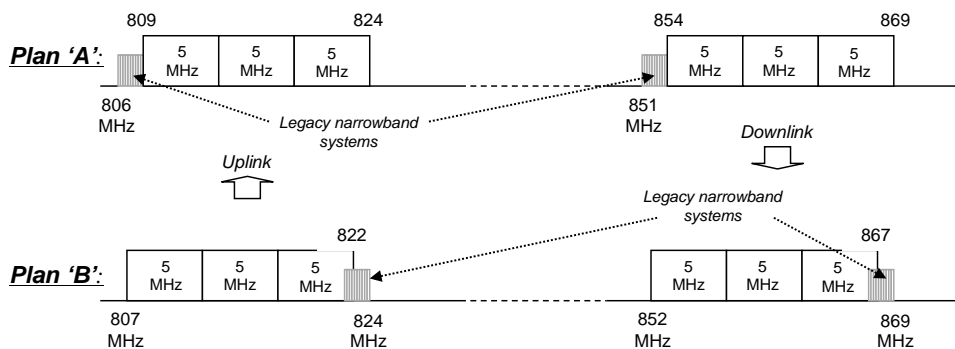 809 824 854 869
Plan 'A':
5 MHz 5 MHz 5 MHz 5 MHz 5 MHz 5 MHz
806 MHz
851 MHz
Legacy narrowband systems
Uplink
Downlink
Legacy narrowband systems
822 867
Plan 'B':
5 MHz 5 MHz 5 MHz 5 MHz 5 MHz 5 MHz
807 MHz
824 MHz
852 MHz
869 MHz